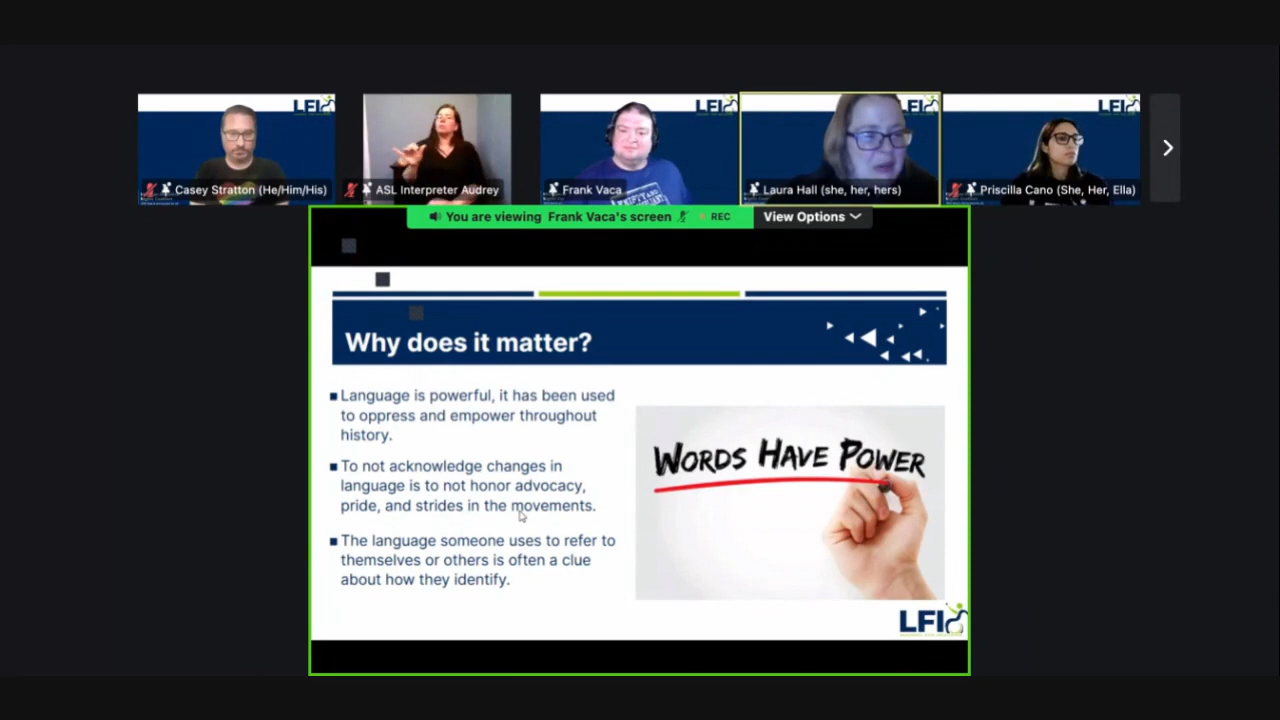 LFI
LFI
LFI
LFI
Casey Stratton (He/Him/His)
ASL Interpreter Audrey
Frank Vaca
Laura Hall (she, her, hers)
Priscilla Cano (She, Her, Ella)
You are viewing Frank Vaca's screen
REC
View Options
Why does it matter?
Language is powerful, it has been used
to oppress and empower throughout
history.
To not acknowledge changes in
language is to not honor advocacy,
pride, and strides in the movements.
The language someone uses to refer to
themselves or others is often a clue
about how they identify.
WORDS HAVE POWER
LFI